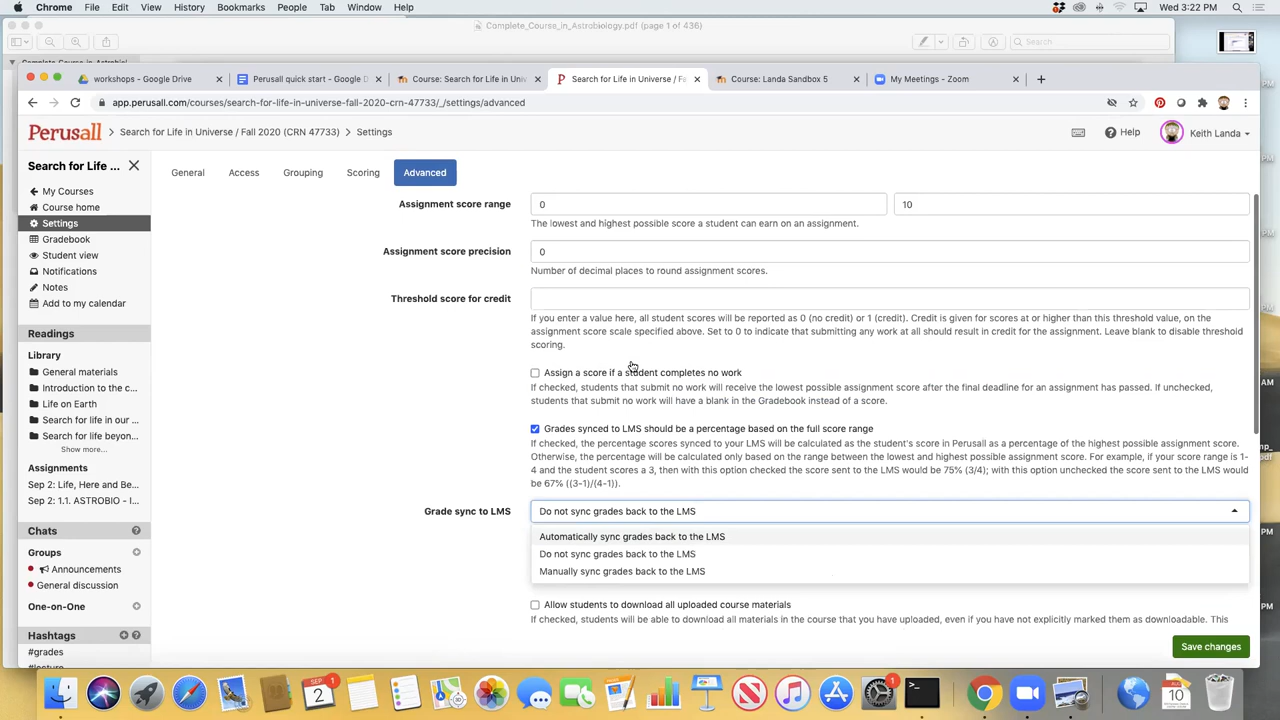 Chrome File Edit View History Bookmarks People Tab Window Help
Wed 3:22 PM
Complete_Course_in_Astrobiology.pdf (page 1 of 436)
Search
workshops - Google Drive
Perusall quick start - Google D
Course: Search for Life in Univ
Search for Life in Universe / Fa
Course: Landa Sandbox 5
My Meetings - Zoom
app.perusall.com/courses/search-for-life-in-universe-fall-2020-crn-47733/_/settings/advanced
Perusall
Search for Life in Universe / Fall 2020 (CRN 47733)
Settings
Help
Keith Landa
Search for Life ...
My Courses
Course home
Settings
Gradebook
Student view
Notifications
Notes
Add to my calendar
Readings
Library
General materials
Introduction to the c
Life on Earth
Search for life in our
Search for life beyon
Show more...
Assignments
Sep 2: Life, Here and Be
Sep 2: 1.1. ASTROBIO - I
Chats
Groups
Announcements
General discussion
One-on-One
Hashtags
#grades
#lecture
General Access Grouping Scoring Advanced
Assignment score range
0
10
The lowest and highest possible score a student can earn on an assignment.
Assignment score precision
0
Number of decimal places to round assignment scores.
Threshold score for credit
If you enter a value here, all student scores will be reported as 0 (no credit) or 1 (credit). Credit is given for scores at or higher than this threshold value, on the
assignment score scale specified above. Set to 0 to indicate that submitting any work at all should result in credit for the assignment. Leave blank to disable threshold
scoring.
Assign a score if a student completes no work
If checked, students that submit no work will receive the lowest possible assignment score after the final deadline for an assignment has passed. If unchecked,
students that submit no work will have a blank in the Gradebook instead of a score.
Grades synced to LMS should be a percentage based on the full score range
If checked, the percentage scores synced to your LMS will be calculated as the student's score in Perusall as a percentage of the highest possible assignment score.
Otherwise, the percentage will be calculated only based on the range between the lowest and highest possible assignment score. For example, if your score range is 1-
4 and the student scores a 3, then with this option checked the score sent to the LMS would be 75% (3/4); with this option unchecked the score sent to the LMS would
be 67% ((3-1)/(4-1)).
Grade sync to LMS
Do not sync grades back to the LMS
Automatically sync grades back to the LMS
Do not sync grades back to the LMS
Manually sync grades back to the LMS
Allow students to download all uploaded course materials
If checked, students will be able to download all materials in the course that you have uploaded, even if you have not explicitly marked them as downloadable. This
Save changes